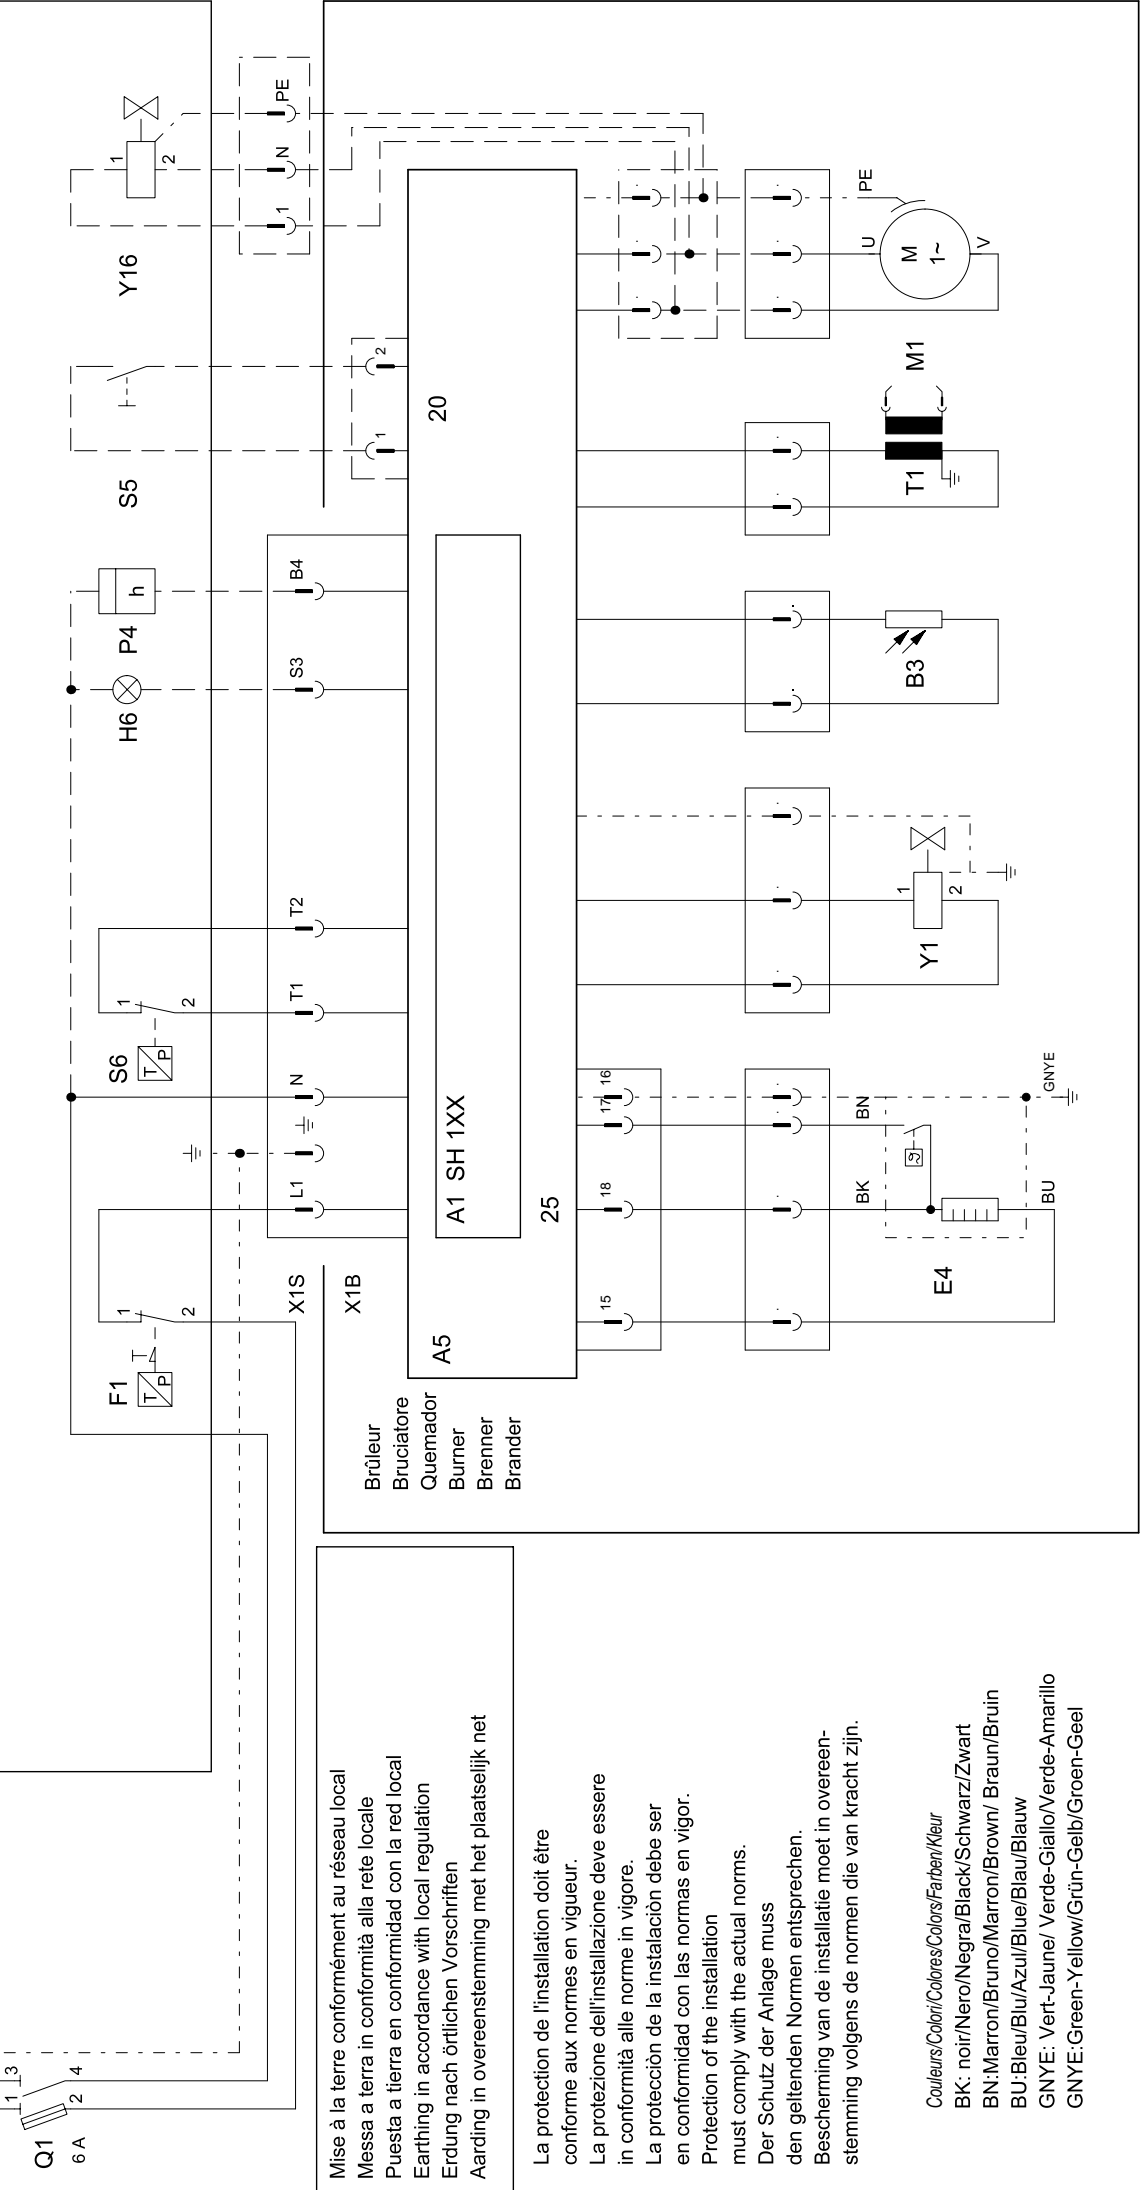 Q1
6 A
1
3
2
4
F1
T
P
1
2
S6
T
P
1
2
H6
P4
h
S5
Y16
1
2
X1S
L1
N
T1
T2
S3
B4
1
N
PE
X1B
1
2
A5
A1 SH 1XX
25
20
15
18
17
16
BK
BN
BU
GNYE
E4
Y1
1
2
B3
T1
M1
M
1~
U
V
PE
Brûleur
Bruciatore
Quemador
Burner
Brenner
Brander
Mise à la terre conformément au réseau local
Messa a terra in conformità alla rete locale
Puesta a tierra en conformidad con la red local
Earthing in accordance with local regulation
Erdung nach örtlichen Vorschriften
Aarding in overeenstemming met het plaatselijk net
La protection de l'installation doit être
conforme aux normes en vigueur.
La protezione dell'installazione deve essere
in conformità alle norme in vigore.
La protecciòn de la instalaciòn debe ser
en conformidad con las normas en vigor.
Protection of the installation
must comply with the actual norms.
Der Schutz der Anlage muss
den geltenden Normen entsprechen.
Bescherming van de installatie moet in overeen-
stemming volgens de normen die van kracht zijn.
Couleurs/Colori/Colores/Colors/Farben/Kleur
BK: noir/Nero/Negra/Black/Schwarz/Zwart
BN:Marron/Bruno/Marron/Brown/ Braun/Bruin
BU:Bleu/Blu/Azul/Blue/Blau/Blauw
GNYE: Vert-Jaune/ Verde-Giallo/Verde-Amarillo
GNYE:Green-Yellow/Grün-Gelb/Groen-Geel